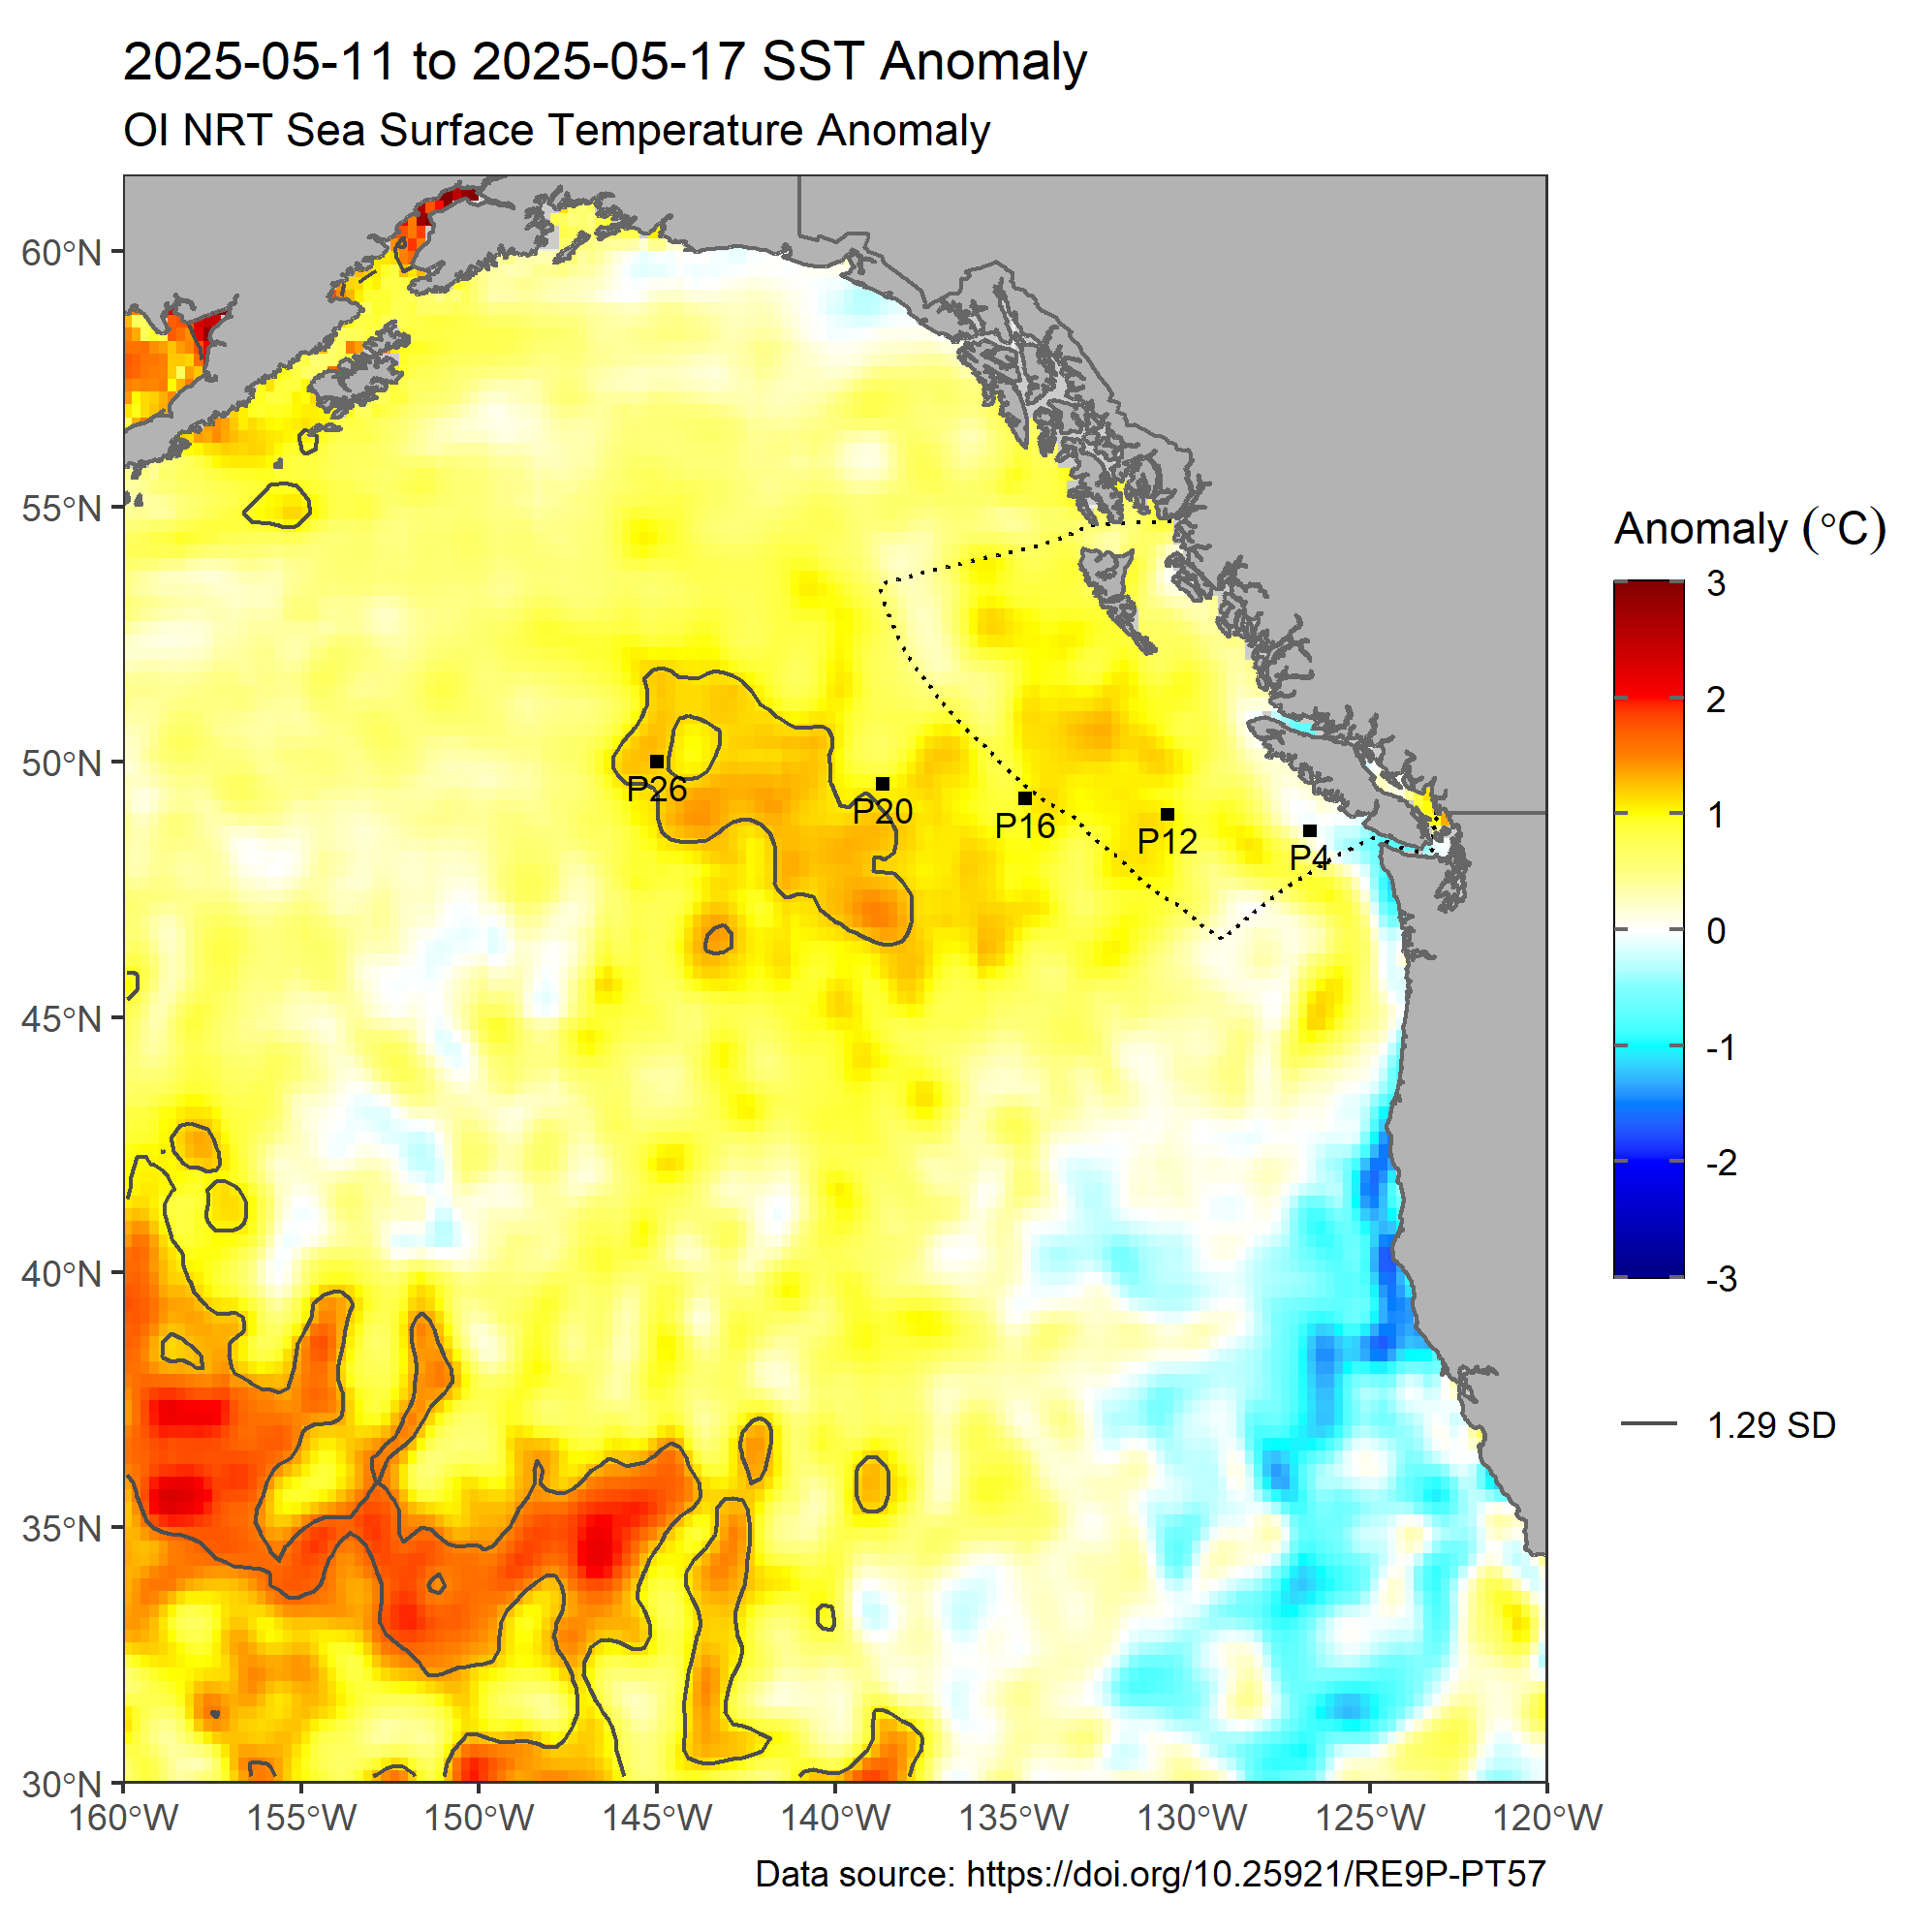 2025-05-11 to 2025-05-17 SST Anomaly
OI NRT Sea Surface Temperature Anomaly
60°N
55°N
50°N
45°N
40°N
35°N
30°N
160°W
155°W
150°W
145°W
140°W
135°W
130°W
125°W
120°W
P26
P20
P16
P12
P4
Anomaly (°C)
3
2
1
0
-1
-2
-3
1.29 SD
Data source: https://doi.org/10.25921/RE9P-PT57